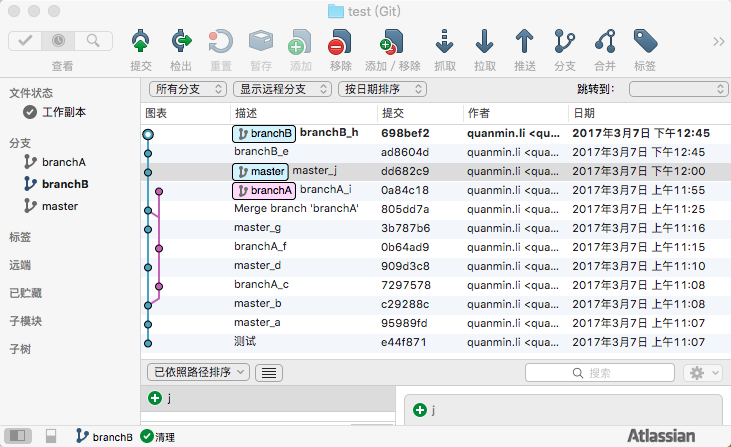 test (Git)
查看 提交 检出 重置 暂存 添加 移除 添加 / 移除 抓取 拉取 推送 分支 合并 标签
文件状态
工作副本
分支
branchA
branchB
master
标签
远端
已贮藏
子模块
子树
所有分支 显示远程分支 按日期排序 跳转到:
图表 描述 提交 作者 日期
branchB branchB_h 698bef2 quanmin.li <qu... 2017年3月7日 下午12:45
branchB_e ad8604d quanmin.li <qua... 2017年3月7日 下午12:45
master master_j dd682c9 quanmin.li <qua... 2017年3月7日 下午12:00
branchA branchA_i 0a84c18 quanmin.li <qua... 2017年3月7日 上午11:55
Merge branch 'branchA' 805dd7a quanmin.li <qua... 2017年3月7日 上午11:25
master_g 3b787b6 quanmin.li <qua... 2017年3月7日 上午11:16
branchA_f 0b64ad9 quanmin.li <qua... 2017年3月7日 上午11:15
master_d 909d3c8 quanmin.li <qua... 2017年3月7日 上午11:10
branchA_c 7297578 quanmin.li <qua... 2017年3月7日 上午11:08
master_b c29288c quanmin.li <qua... 2017年3月7日 上午11:08
master_a 95989fd quanmin.li <qua... 2017年3月7日 上午11:07
测试 e44f871 quanmin.li <qua... 2017年3月7日 上午11:07
已依照路径排序 搜索
j
j
branchB 清理 Atlassian